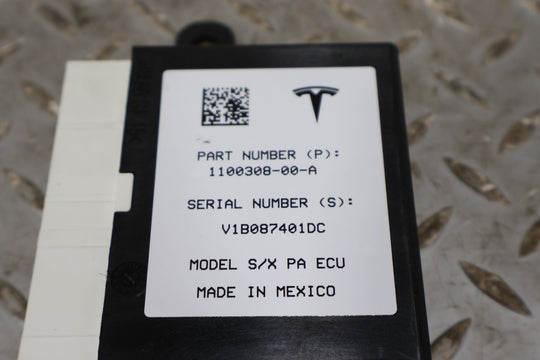 PART NUMBER (P):
1100308-00-A
SERIAL NUMBER (S):
V1B087401DC
MODEL S/X PA ECU
MADE IN MEXICO